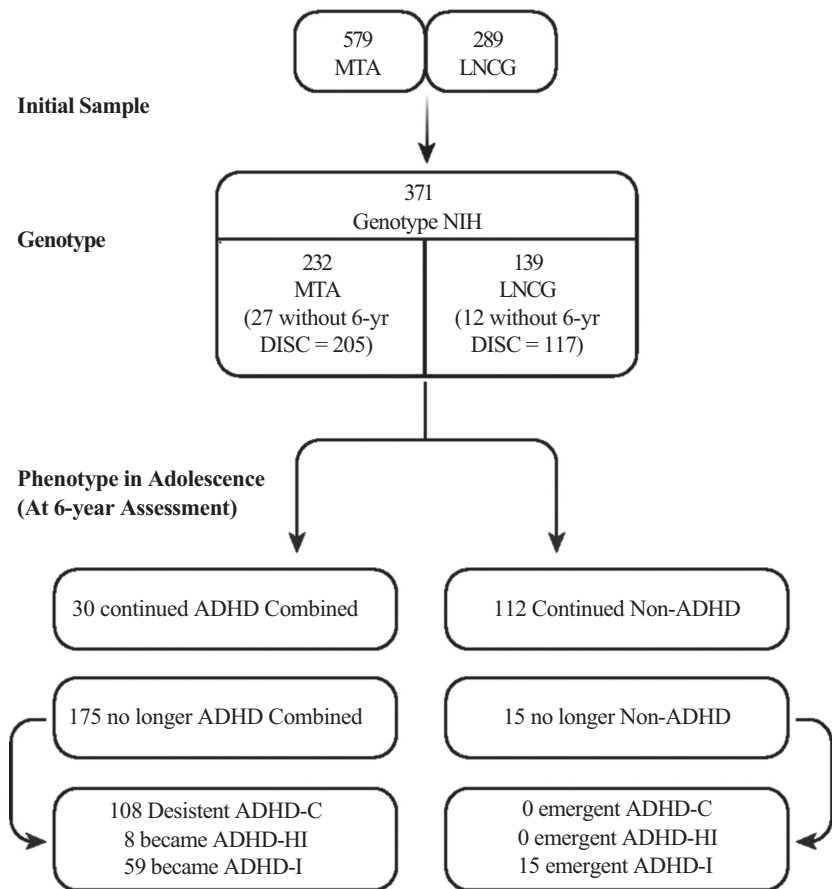 579
MTA
289
LNCG
Initial Sample
371
Genotype NIH
Genotype
232
MTA
(27 without 6-yr
DISC = 205)
139
LNCG
(12 without 6-yr
DISC = 117)
Phenotype in Adolescence
(At 6-year Assessment)
30 continued ADHD Combined
112 Continued Non-ADHD
175 no longer ADHD Combined
15 no longer Non-ADHD
108 Desistent ADHD-C
8 became ADHD-HI
59 became ADHD-I
0 emergent ADHD-C
0 emergent ADHD-HI
15 emergent ADHD-I